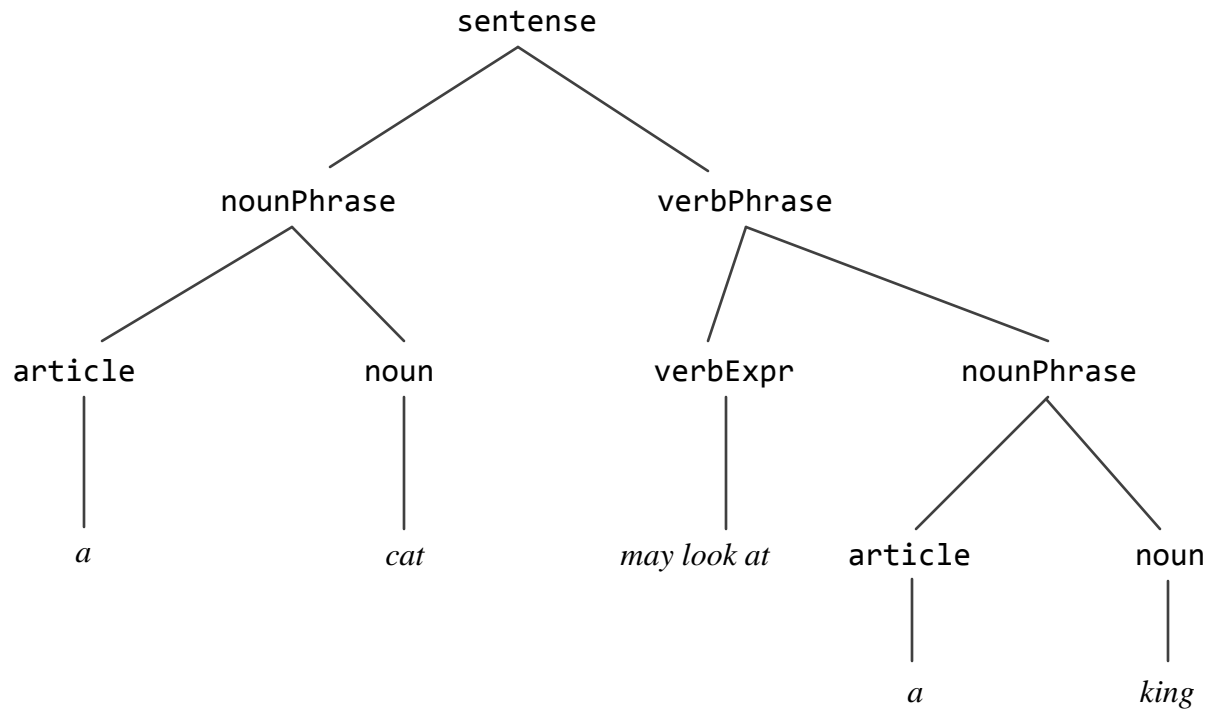 sentense
nounPhrase verbPhrase
article noun verbExpr nounPhrase
a cat may look at article noun
a king